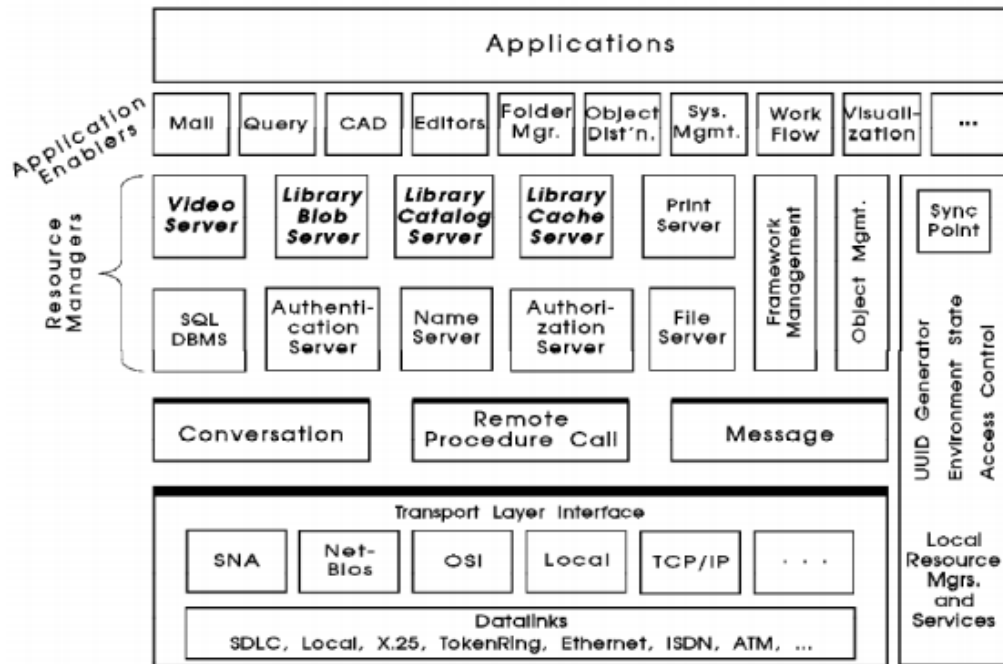 Applications
Application
Enablers
Mail
Query
CAD
Editors
Folder
Mgr.
Object
Dist'n.
Sys.
Mgmt.
Work
Flow
Visuali-
zation
...
Resource
Managers
Video
Server
Library
Blob
Server
Library
Catalog
Server
Library
Cache
Server
Print
Server
SQL
DBMS
Authenti-
cation
Server
Name
Server
Authori-
zation
Server
File
Server
Framework
Management
Object Mgmt.
Sync
Point
UUID Generator
Environment State
Access Control
Local
Resource
Mgrs.
and
Services
Conversation
Remote
Procedure Call
Message
Transport Layer Interface
SNA
Net-
Bios
OSI
Local
TCP/IP
. . .
Datalinks
SDLC, Local, X.25, TokenRing, Ethernet, ISDN, ATM, ...